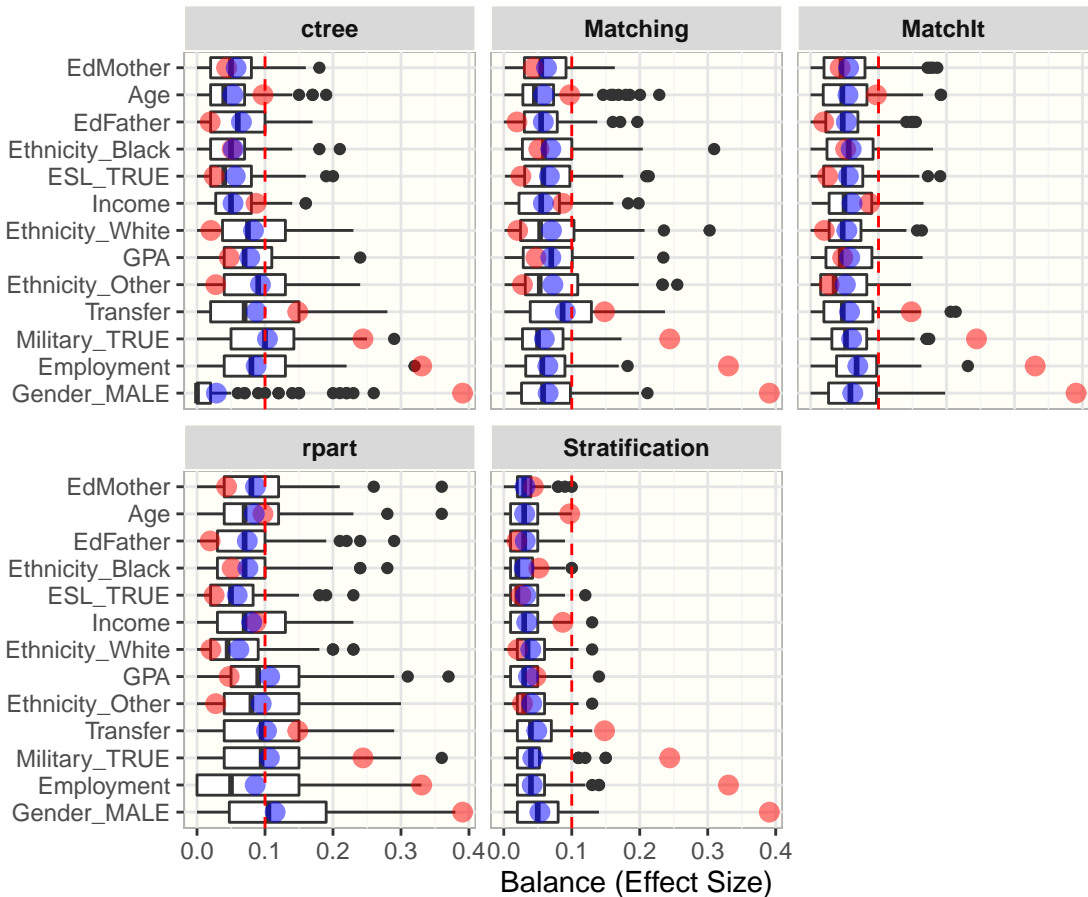 ctree
Matching
MatchIt
EdMother
Age
EdFather
Ethnicity_Black
ESL_TRUE
Income
Ethnicity_White
GPA
Ethnicity_Other
Transfer
Military_TRUE
Employment
Gender_MALE
rpart
Stratification
EdMother
Age
EdFather
Ethnicity_Black
ESL_TRUE
Income
Ethnicity_White
GPA
Ethnicity_Other
Transfer
Military_TRUE
Employment
Gender_MALE
0.0 0.1 0.2 0.3 0.4 0.0 0.1 0.2 0.3 0.4
Balance (Effect Size)